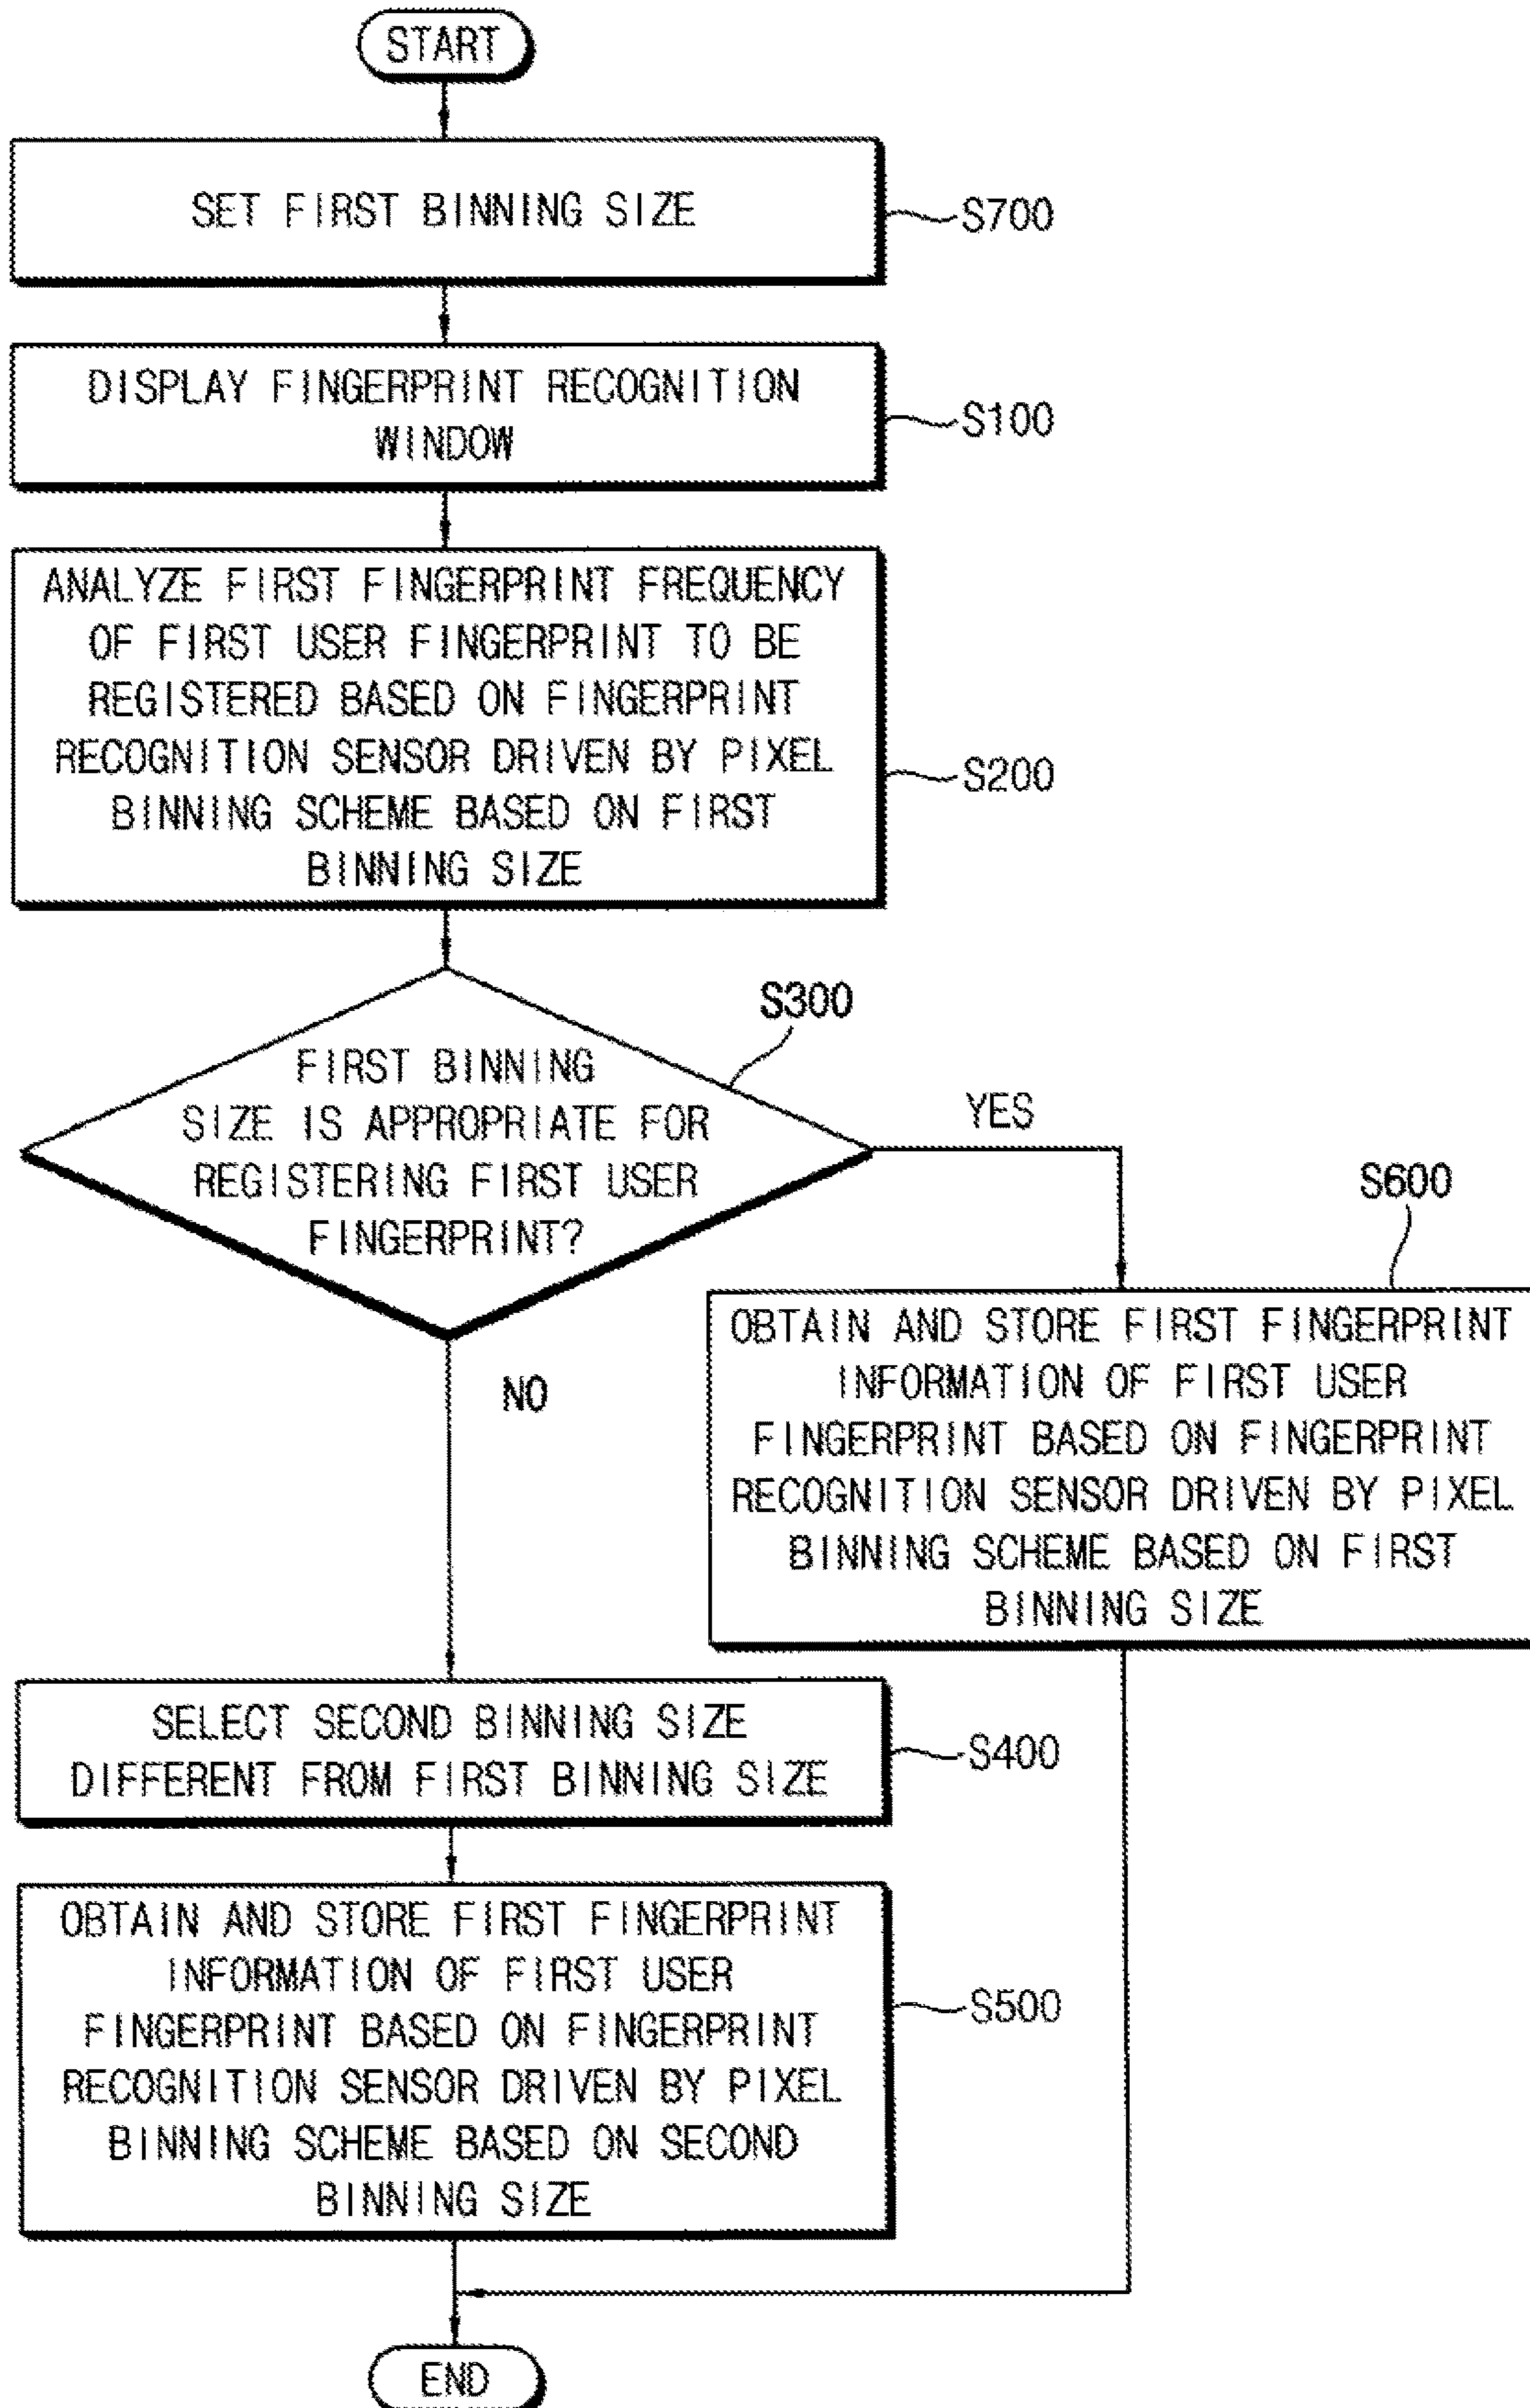 START
SET FIRST BINNING SIZE
S700
DISPLAY FINGERPRINT RECOGNITION
WINDOW
S100
ANALYZE FIRST FINGERPRINT FREQUENCY
OF FIRST USER FINGERPRINT TO BE
REGISTERED BASED ON FINGERPRINT
RECOGNITION SENSOR DRIVEN BY PIXEL
BINNING SCHEME BASED ON FIRST
BINNING SIZE
S200
S300
FIRST BINNING
SIZE IS APPROPRIATE FOR
REGISTERING FIRST USER
FINGERPRINT?
YES
NO
S600
OBTAIN AND STORE FIRST FINGERPRINT
INFORMATION OF FIRST USER
FINGERPRINT BASED ON FINGERPRINT
RECOGNITION SENSOR DRIVEN BY PIXEL
BINNING SCHEME BASED ON FIRST
BINNING SIZE
SELECT SECOND BINNING SIZE
DIFFERENT FROM FIRST BINNING SIZE
S400
OBTAIN AND STORE FIRST FINGERPRINT
INFORMATION OF FIRST USER
FINGERPRINT BASED ON FINGERPRINT
RECOGNITION SENSOR DRIVEN BY PIXEL
BINNING SCHEME BASED ON SECOND
BINNING SIZE
S500
END